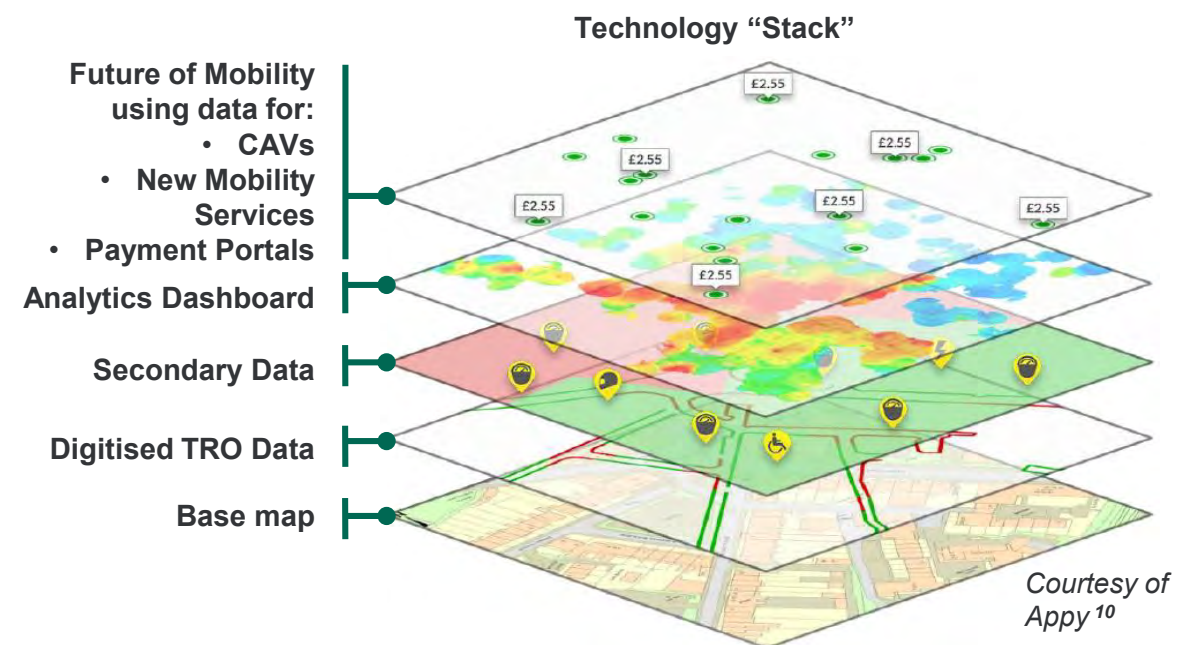 Technology “Stack”
Future of Mobility
using data for:
• CAVs
• New Mobility
Services
• Payment Portals
Analytics Dashboard
Secondary Data
Digitised TRO Data
Base map
£2.55
£2.55
£2.55
£2.55
£2.55
£2.55
£2.55
Courtesy of
Appy 10